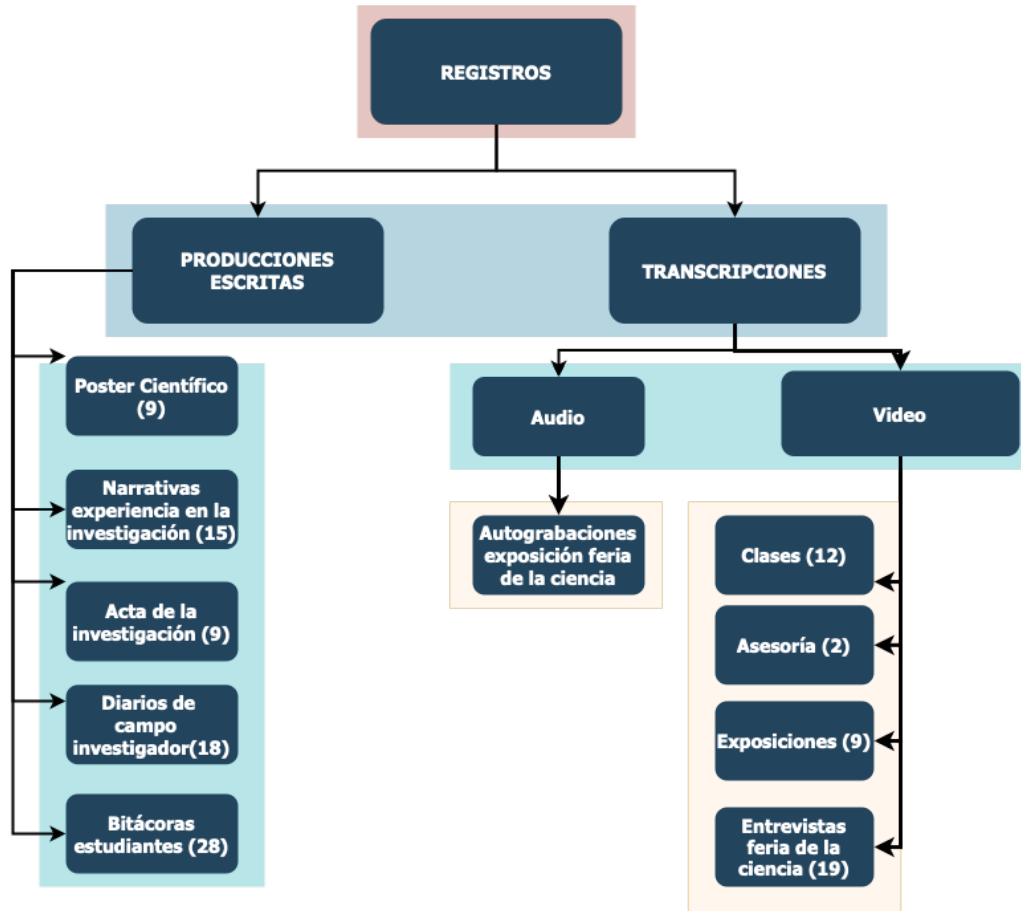 REGISTROS
PRODUCCIONES
ESCRITAS
TRANSCRIPCIONES
Poster Científico
(9)
Narrativas
experiencia en la
investigación (15)
Acta de la
investigación (9)
Diarios de
campo
investigador(18)
Bitácoras
estudiantes (28)
Audio
Video
Autograbaciones
exposición feria
de la ciencia
Clases (12)
Asesoría (2)
Exposiciones (9)
Entrevistas
feria de la
ciencia (19)